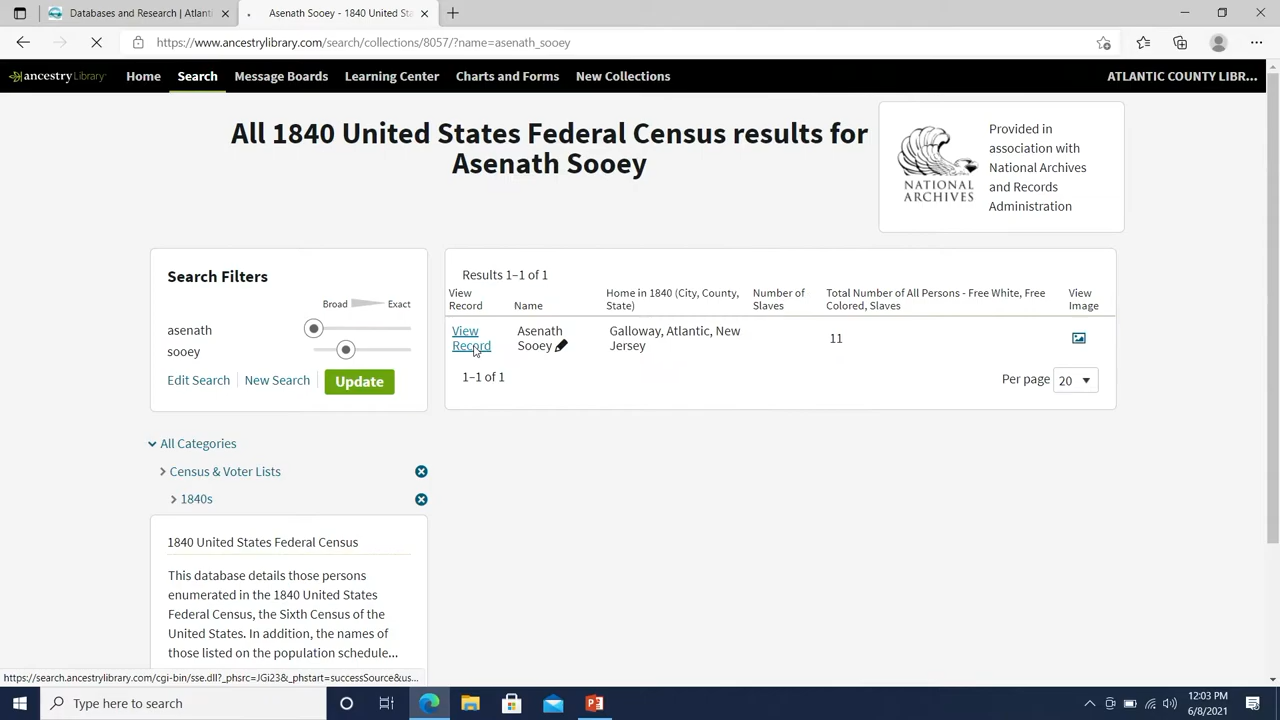 Databases and Research | Atlanti
Asenath Sooey - 1840 United Sta
https://www.ancestrylibrary.com/search/collections/8057/?name=asenath_sooey
ancestryLibrary
Home
Search
Message Boards
Learning Center
Charts and Forms
New Collections
ATLANTIC COUNTY LIBR...
All 1840 United States Federal Census results for
Asenath Sooey
NATIONAL
ARCHIVES
Provided in
association with
National Archives
and Records
Administration
Search Filters
Broad
Exact
asenath
sooey
Edit Search
New Search
Update
Results 1–1 of 1
View
Record
Name
Home in 1840 (City, County,
State)
Number of
Slaves
Total Number of All Persons - Free White, Free
Colored, Slaves
View
Image
View
Record
Asenath
Sooey
Galloway, Atlantic, New
Jersey
11
1–1 of 1
Per page
20
All Categories
Census & Voter Lists
1840s
1840 United States Federal Census
This database details those persons
enumerated in the 1840 United States
Federal Census, the Sixth Census of the
United States. In addition, the names of
those listed on the population schedule...
https://search.ancestrylibrary.com/cgi-bin/sse.dll?_phsrc=JGi23&_phstart=successSource&us...
Type here to search
12:03 PM
6/8/2021